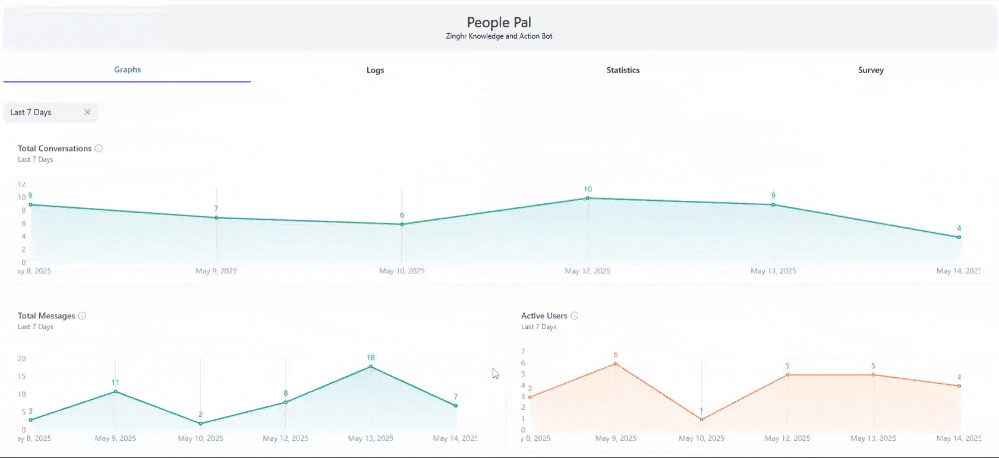 People Pal
Zinghr Knowledge and Action Bot
Graphs Logs Statistics Survey
Last 7 Days ×
Total Conversations
Last 7 Days
12
10
8
6
4
2
0
9 7 6 10 9 4
ay 8, 2025 May 9, 2025 May 10, 2025 May 12, 2025 May 13, 2025 May 14, 2025
Total Messages
Last 7 Days
20
15
10
5
0
3 11 2 8 18 7
ay 8, 2025 May 9, 2025 May 10, 2025 May 12, 2025 May 13, 2025 May 14, 2025
Active Users
Last 7 Days
7
6
5
4
3
2
1
0
3 6 1 5 5 4
y 8, 2025 May 9, 2025 May 10, 2025 May 12, 2025 May 13, 2025 May 14, 2025